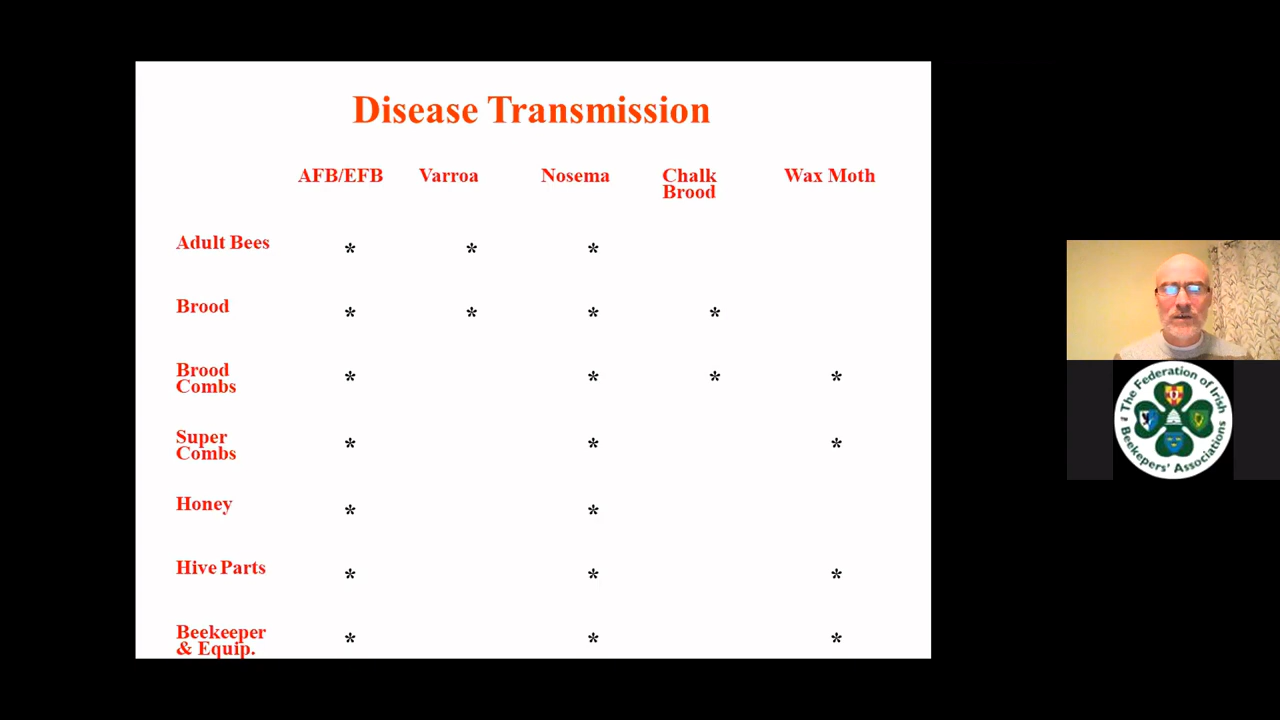 Disease Transmission
AFB/EFB Varroa Nosema Chalk Brood Wax Moth
Adult Bees * * *
Brood * * * *
Brood Combs * * * *
Super Combs * * *
Honey * *
Hive Parts * * *
Beekeeper & Equip. * * *
The Federation of Irish
Beekepers' Associations